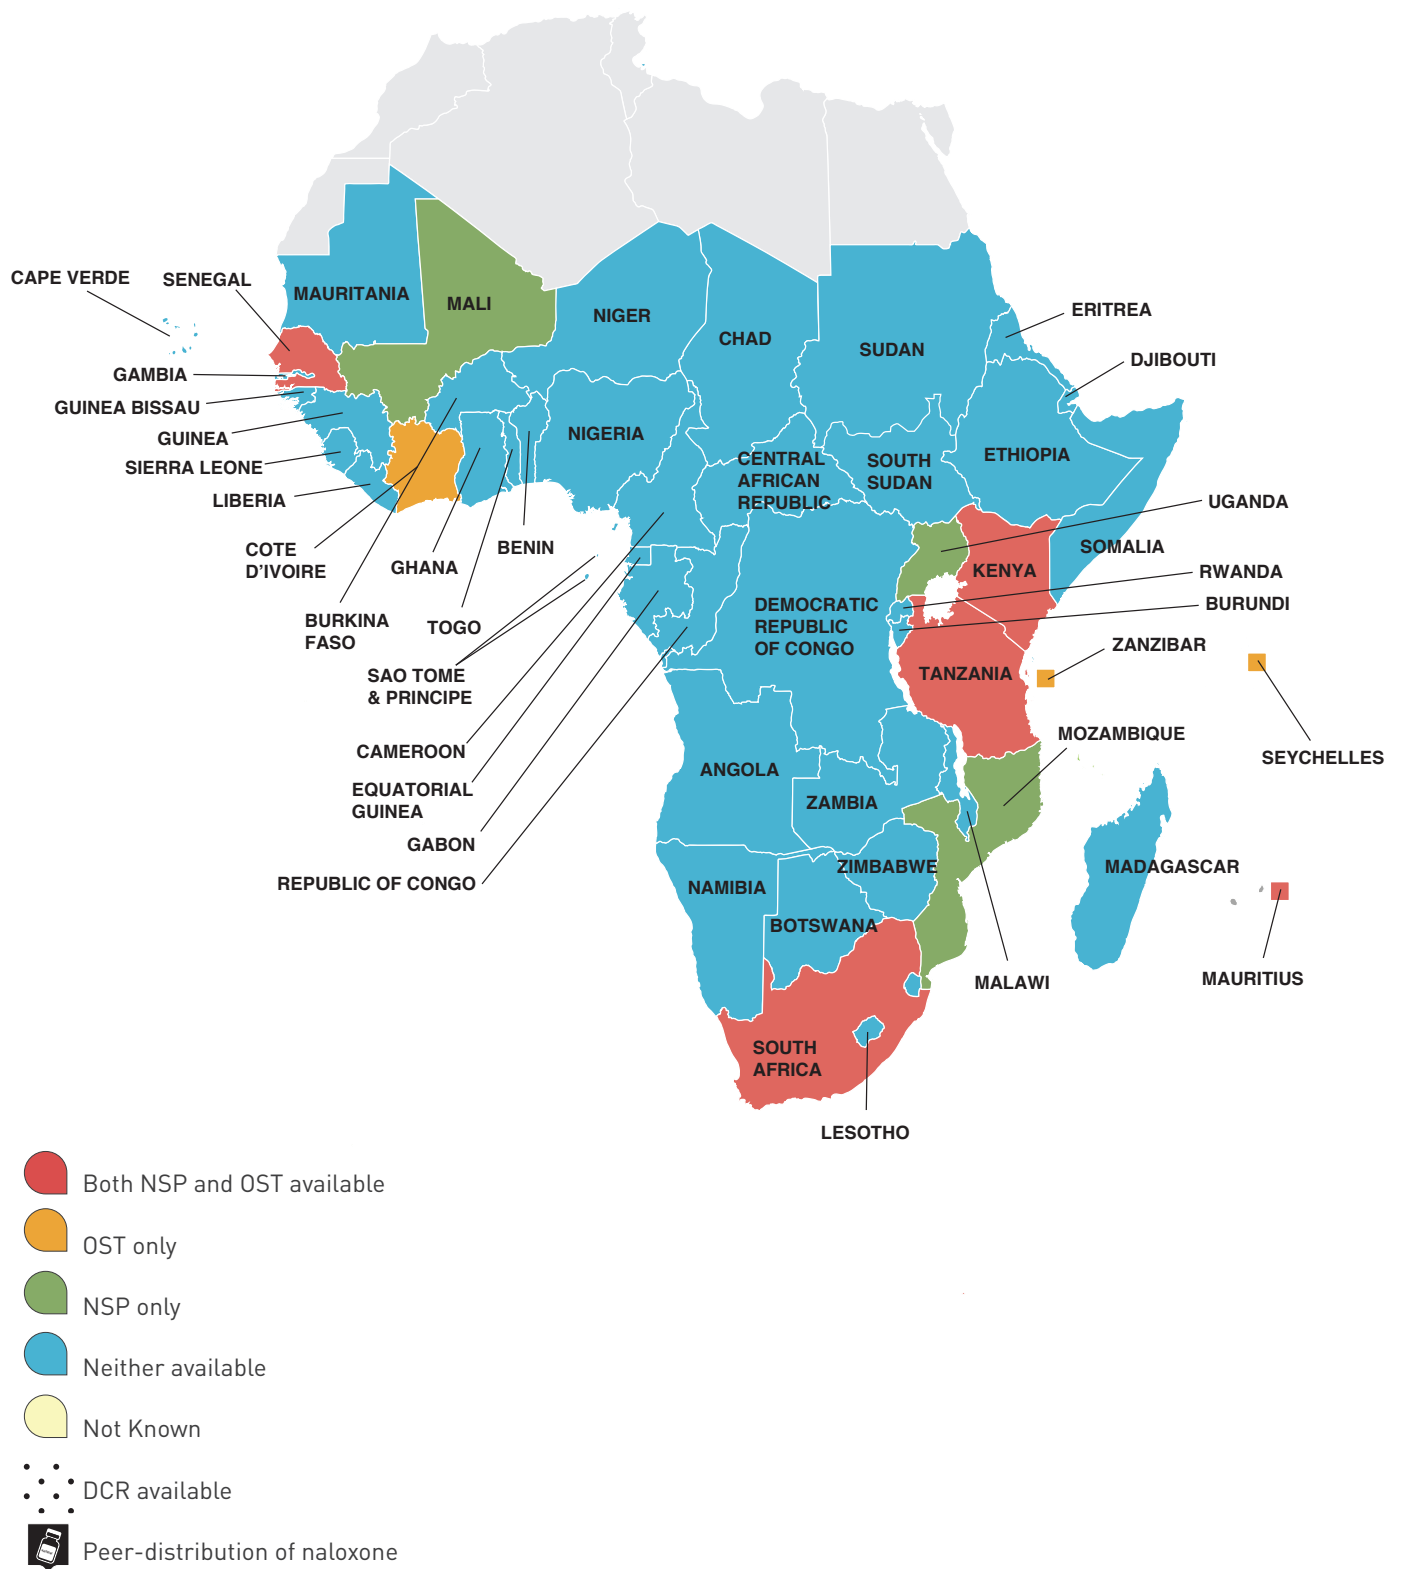 CAPE VERDE
SENEGAL
MAURITANIA
MALI
NIGER
CHAD
SUDAN
ERITREA
DJIBOUTI
GAMBIA
GUINEA BISSAU
GUINEA
SIERRA LEONE
LIBERIA
NIGERIA
CENTRAL
AFRICAN
REPUBLIC
SOUTH
SUDAN
ETHIOPIA
UGANDA
COTE
D'IVOIRE
GHANA
BENIN
SOMALIA
KENYA
RWANDA
BURUNDI
BURKINA
FASO
TOGO
DEMOCRATIC
REPUBLIC
OF CONGO
ZANZIBAR
TANZANIA
SAO TOME
& PRINCIPE
MOZAMBIQUE
SEYCHELLES
CAMEROON
EQUATORIAL
GUINEA
GABON
REPUBLIC OF CONGO
ANGOLA
ZAMBIA
ZIMBABWE
NAMIBIA
BOTSWANA
MADAGASCAR
MALAWI
MAURITIUS
SOUTH
AFRICA
LESOTHO
Both NSP and OST available
OST only
NSP only
Neither available
Not Known
DCR available
Peer-distribution of naloxone